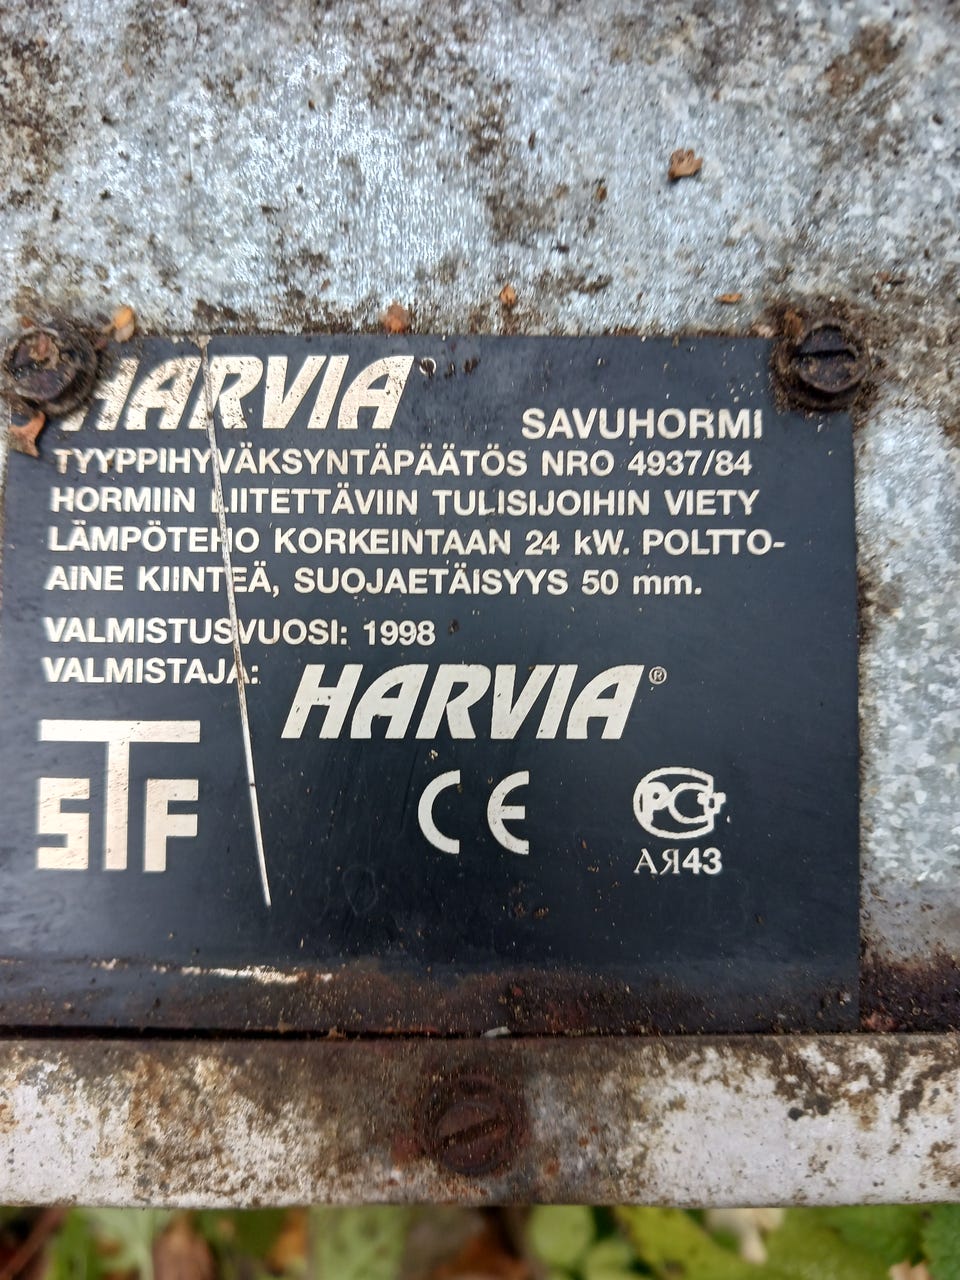 HARVIA
SAVUHORMI
TYYPPIHYVÄKSYNTÄPÄÄTÖS NRO 4937/84
HORMIIN LIITETTÄVIIN TULISIJOIHIN VIETY
LÄMPÖTEHO KORKEINTAAN 24 kW. POLTTO-
AINE KIINTEÄ, SUOJAETÄISYYS 50 mm.
VALMISTUSVUOSI: 1998
VALMISTAJA: HARVIA®
STF CE РСТ
АЯ43